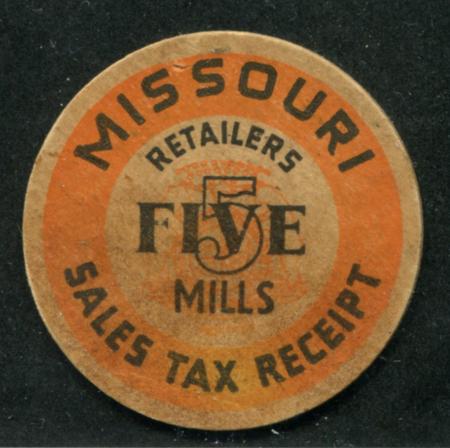 MISSOURI
RETAILERS
5
FIVE
MILLS
SALES TAX RECEIPT